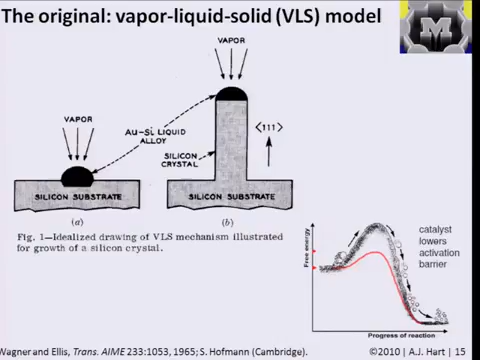 The original: vapor-liquid-solid (VLS) model
M
VAPOR
VAPOR
Au-Si LIQUID
ALLOY
SILICON
CRYSTAL
⟨111⟩
SILICON SUBSTRATE
SILICON SUBSTRATE
(a)
(b)
Fig. 1—Idealized drawing of VLS mechanism illustrated
for growth of a silicon crystal.
catalyst
lowers
activation
barrier
Free energy
Progress of reaction
Wagner and Ellis, Trans. AIME 233:1053, 1965; S. Hofmann (Cambridge).
©2010 | A.J. Hart | 15